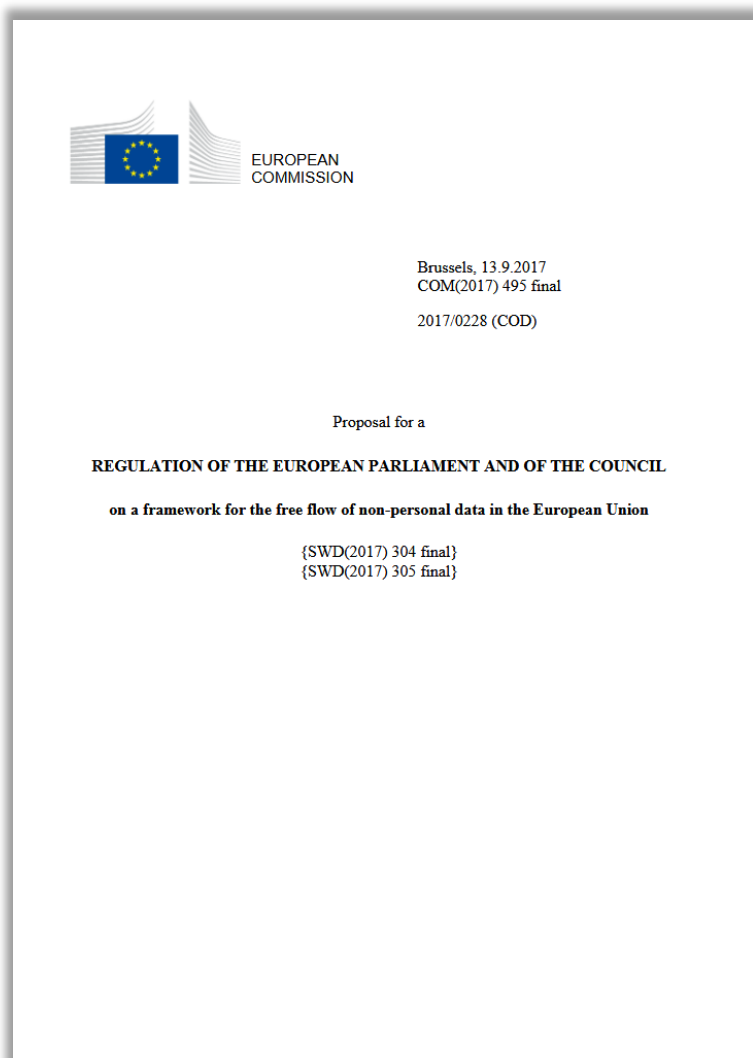 EUROPEAN
COMMISSION
Brussels, 13.9.2017
COM(2017) 495 final
2017/0228 (COD)
Proposal for a
REGULATION OF THE EUROPEAN PARLIAMENT AND OF THE COUNCIL
on a framework for the free flow of non-personal data in the European Union
{SWD(2017) 304 final}
{SWD(2017) 305 final}